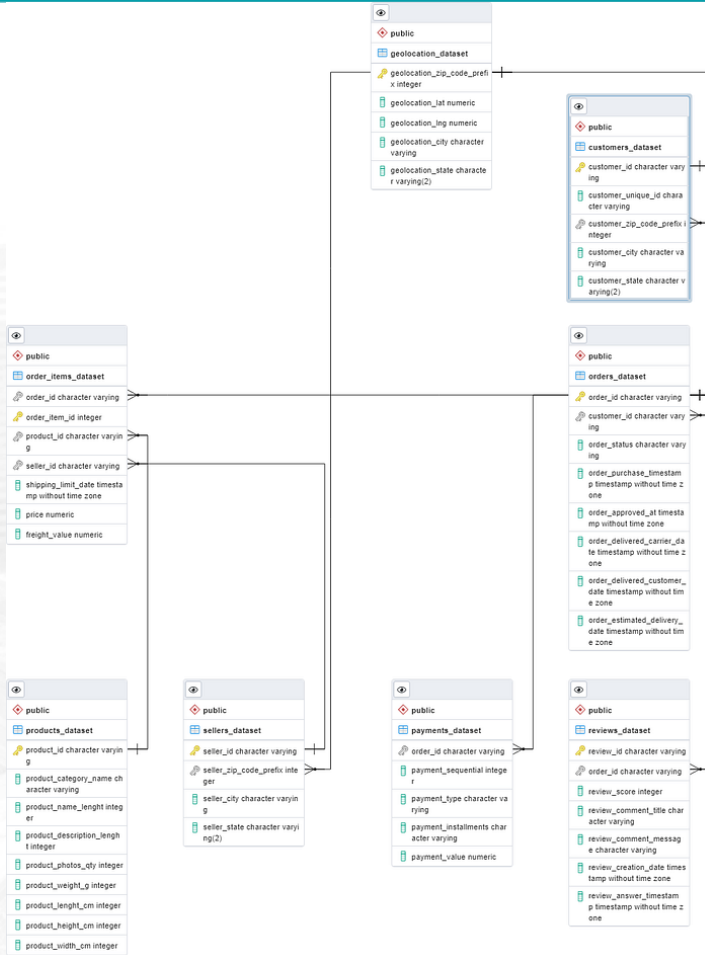 public
geolocation_dataset
geolocation_zip_code_prefi
x integer
geolocation_lat numeric
geolocation_lng numeric
geolocation_city character
varying
geolocation_state characte
r varying(2)
public
customers_dataset
customer_id character vary
ing
customer_unique_id chara
cter varying
customer_zip_code_prefix i
nteger
customer_city character va
rying
customer_state character v
arying(2)
public
order_items_dataset
order_id character varying
order_item_id integer
product_id character varyin
g
seller_id character varying
shipping_limit_date timesta
mp without time zone
price numeric
freight_value numeric
public
orders_dataset
order_id character varying
customer_id character vary
ing
order_status character vary
ing
order_purchase_timestam
p timestamp without time z
one
order_approved_at timesta
mp without time zone
order_delivered_carrier_da
te timestamp without time z
one
order_delivered_customer_
date timestamp without tim
e zone
order_estimated_delivery_
date timestamp without tim
e zone
public
products_dataset
product_id character varyin
g
product_category_name ch
aracter varying
product_name_lenght integ
er
product_description_lengh
t integer
product_photos_qty integer
product_weight_g integer
product_lenght_cm integer
product_height_cm integer
product_width_cm integer
public
sellers_dataset
seller_id character varying
seller_zip_code_prefix inte
ger
seller_city character varyin
g
seller_state character varyi
ng(2)
public
payments_dataset
order_id character varying
payment_sequential intege
r
payment_type character va
rying
payment_installments char
acter varying
payment_value numeric
public
reviews_dataset
review_id character varying
order_id character varying
review_score integer
review_comment_title char
acter varying
review_comment_messag
e character varying
review_creation_date times
tamp without time zone
review_answer_timestam
p timestamp without time z
one